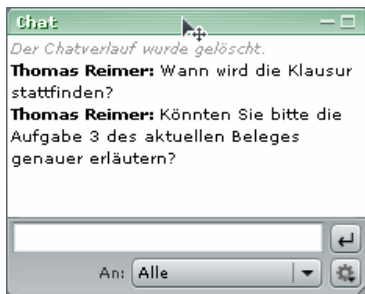 Chat
Der Chatverlauf wurde gelöscht.
Thomas Reimer: Wann wird die Klausur
stattfinden?
Thomas Reimer: Könnten Sie bitte die
Aufgabe 3 des aktuellen Beleges
genauer erläutern?
An: Alle